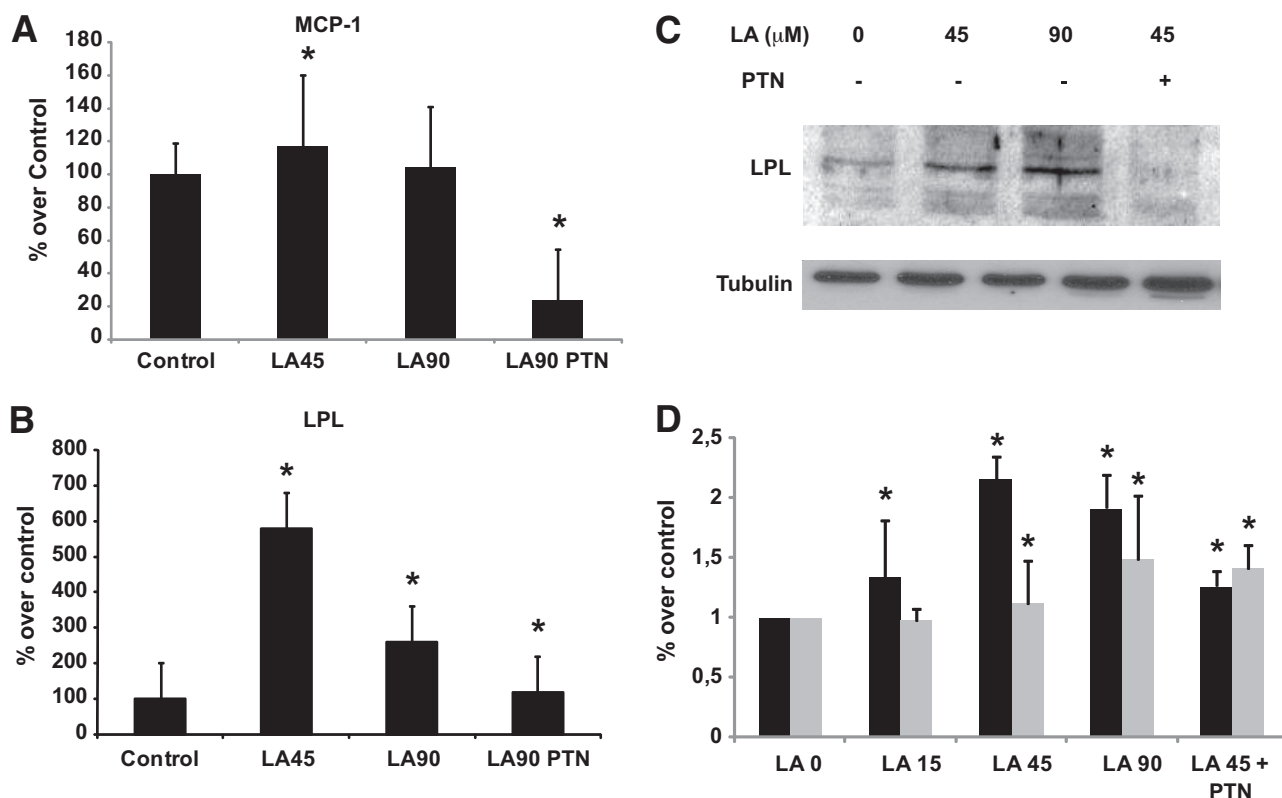 A
MCP-1
% over Control
180
160
140
120
100
80
60
40
20
0
*
*
Control LA45 LA90 LA90 PTN
B
LPL
% over control
800
700
600
500
400
300
200
100
0
*
*
*
Control LA45 LA90 LA90 PTN
C
LA (μM) 0 45 90 45
PTN - - - +
LPL
Tubulin
D
% over control
2,5
2
1,5
1
0,5
0
*
*
*
*
*
*
*
LA 0 LA 15 LA 45 LA 90 LA 45 +
PTN